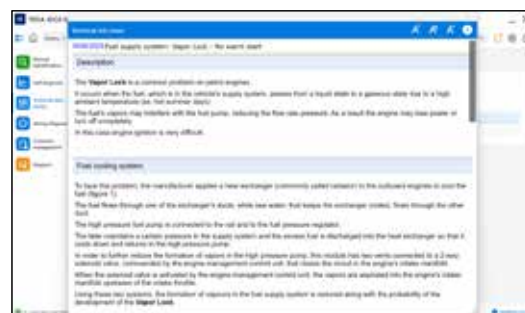 Fuel supply system: Vapor Lock - No warm start
Description
The Vapor Lock is a common problem on petrol engines.
It occurs when the fuel, which is in the vehicle's supply system, passes from a liquid state to a gaseous state due to a high
ambient temperature (ex. hot summer days).
The fuel's vapors may interfere with the fuel pump, reducing the flow rate pressure. As a result the engine may lose power or
turn off completely.
In this case engine ignition is very difficult.
Fuel cooling system
To face this problem, the manufacturer applies a new exchanger (commonly called radiator) in the outboard engines to cool the
fuel (figure 1).
The fuel flows through one of the exchanger's ducts, while sea water, that keeps the exchanger cooled, flows through the other
duct.
The high pressure fuel pump is connected to the rail and to the fuel pressure regulator.
The latter maintains a certain pressure in the supply system and the excess fuel is discharged into the heat exchanger so that it
cools down and returns in the high pressure pump.
In order to further reduce the formation of vapors in the high pressure pump, this module has two vents connected to a 2-way
solenoid valve, commanded by the engine management control unit, that closes the circuit in the engine's intake manifold.
When the solenoid valve is activated by the engine management control unit, the vapors are aspirated into the engine's intake
manifold upstream of the intake throttle.
Using these two systems, the formation of vapors in the fuel supply system is reduced along with the probability of the
development of the Vapor Lock.